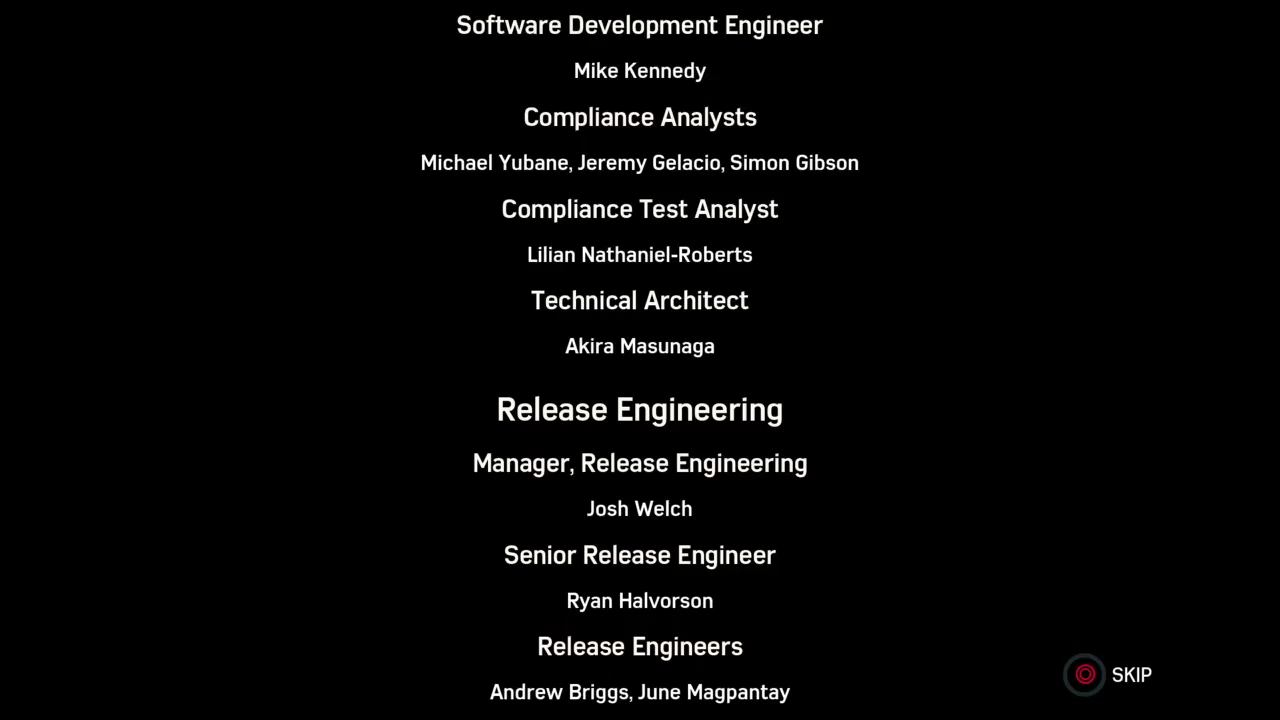 Software Development Engineer
Mike Kennedy
Compliance Analysts
Michael Yubane, Jeremy Gelacio, Simon Gibson
Compliance Test Analyst
Lilian Nathaniel-Roberts
Technical Architect
Akira Masunaga
Release Engineering
Manager, Release Engineering
Josh Welch
Senior Release Engineer
Ryan Halvorson
Release Engineers
SKIP
Andrew Briggs, June Magpantay